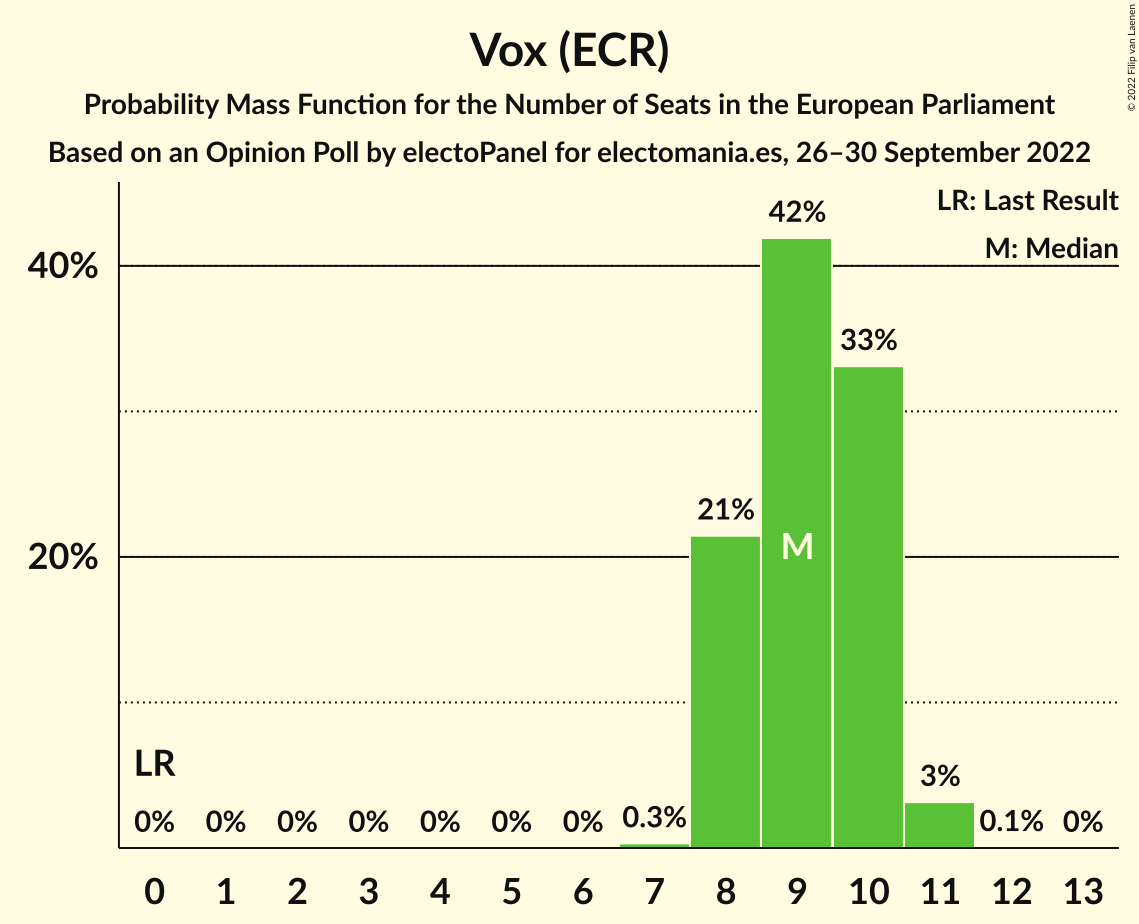 Vox (ECR)
Probability Mass Function for the Number of Seats in the European Parliament
Based on an Opinion Poll by electoPanel for electomania.es, 26–30 September 2022
© 2022 Filip van Laenen
LR: Last Result
M: Median
42%
40%
33%
21%
M
20%
LR
3%
0% 0% 0% 0% 0% 0% 0% 0.3% 0.1% 0%
0 1 2 3 4 5 6 7 8 9 10 11 12 13